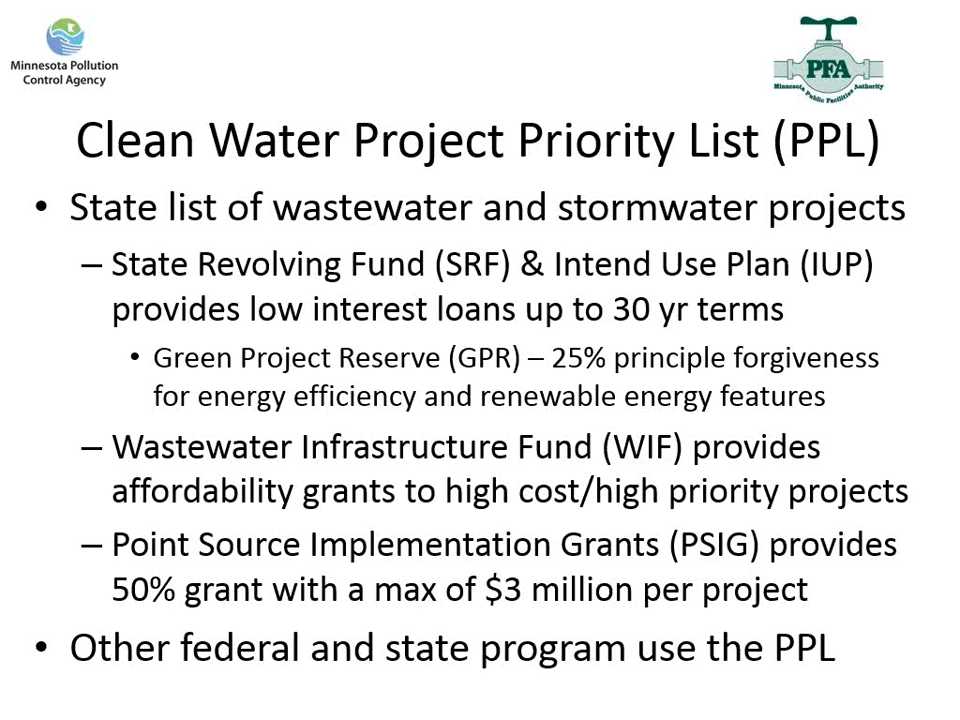 Minnesota Pollution
Control Agency
PFA
Minnesota Public Facilities Authority
Clean Water Project Priority List (PPL)
• State list of wastewater and stormwater projects
– State Revolving Fund (SRF) & Intend Use Plan (IUP)
provides low interest loans up to 30 yr terms
• Green Project Reserve (GPR) – 25% principle forgiveness
for energy efficiency and renewable energy features
– Wastewater Infrastructure Fund (WIF) provides
affordability grants to high cost/high priority projects
– Point Source Implementation Grants (PSIG) provides
50% grant with a max of $3 million per project
• Other federal and state program use the PPL